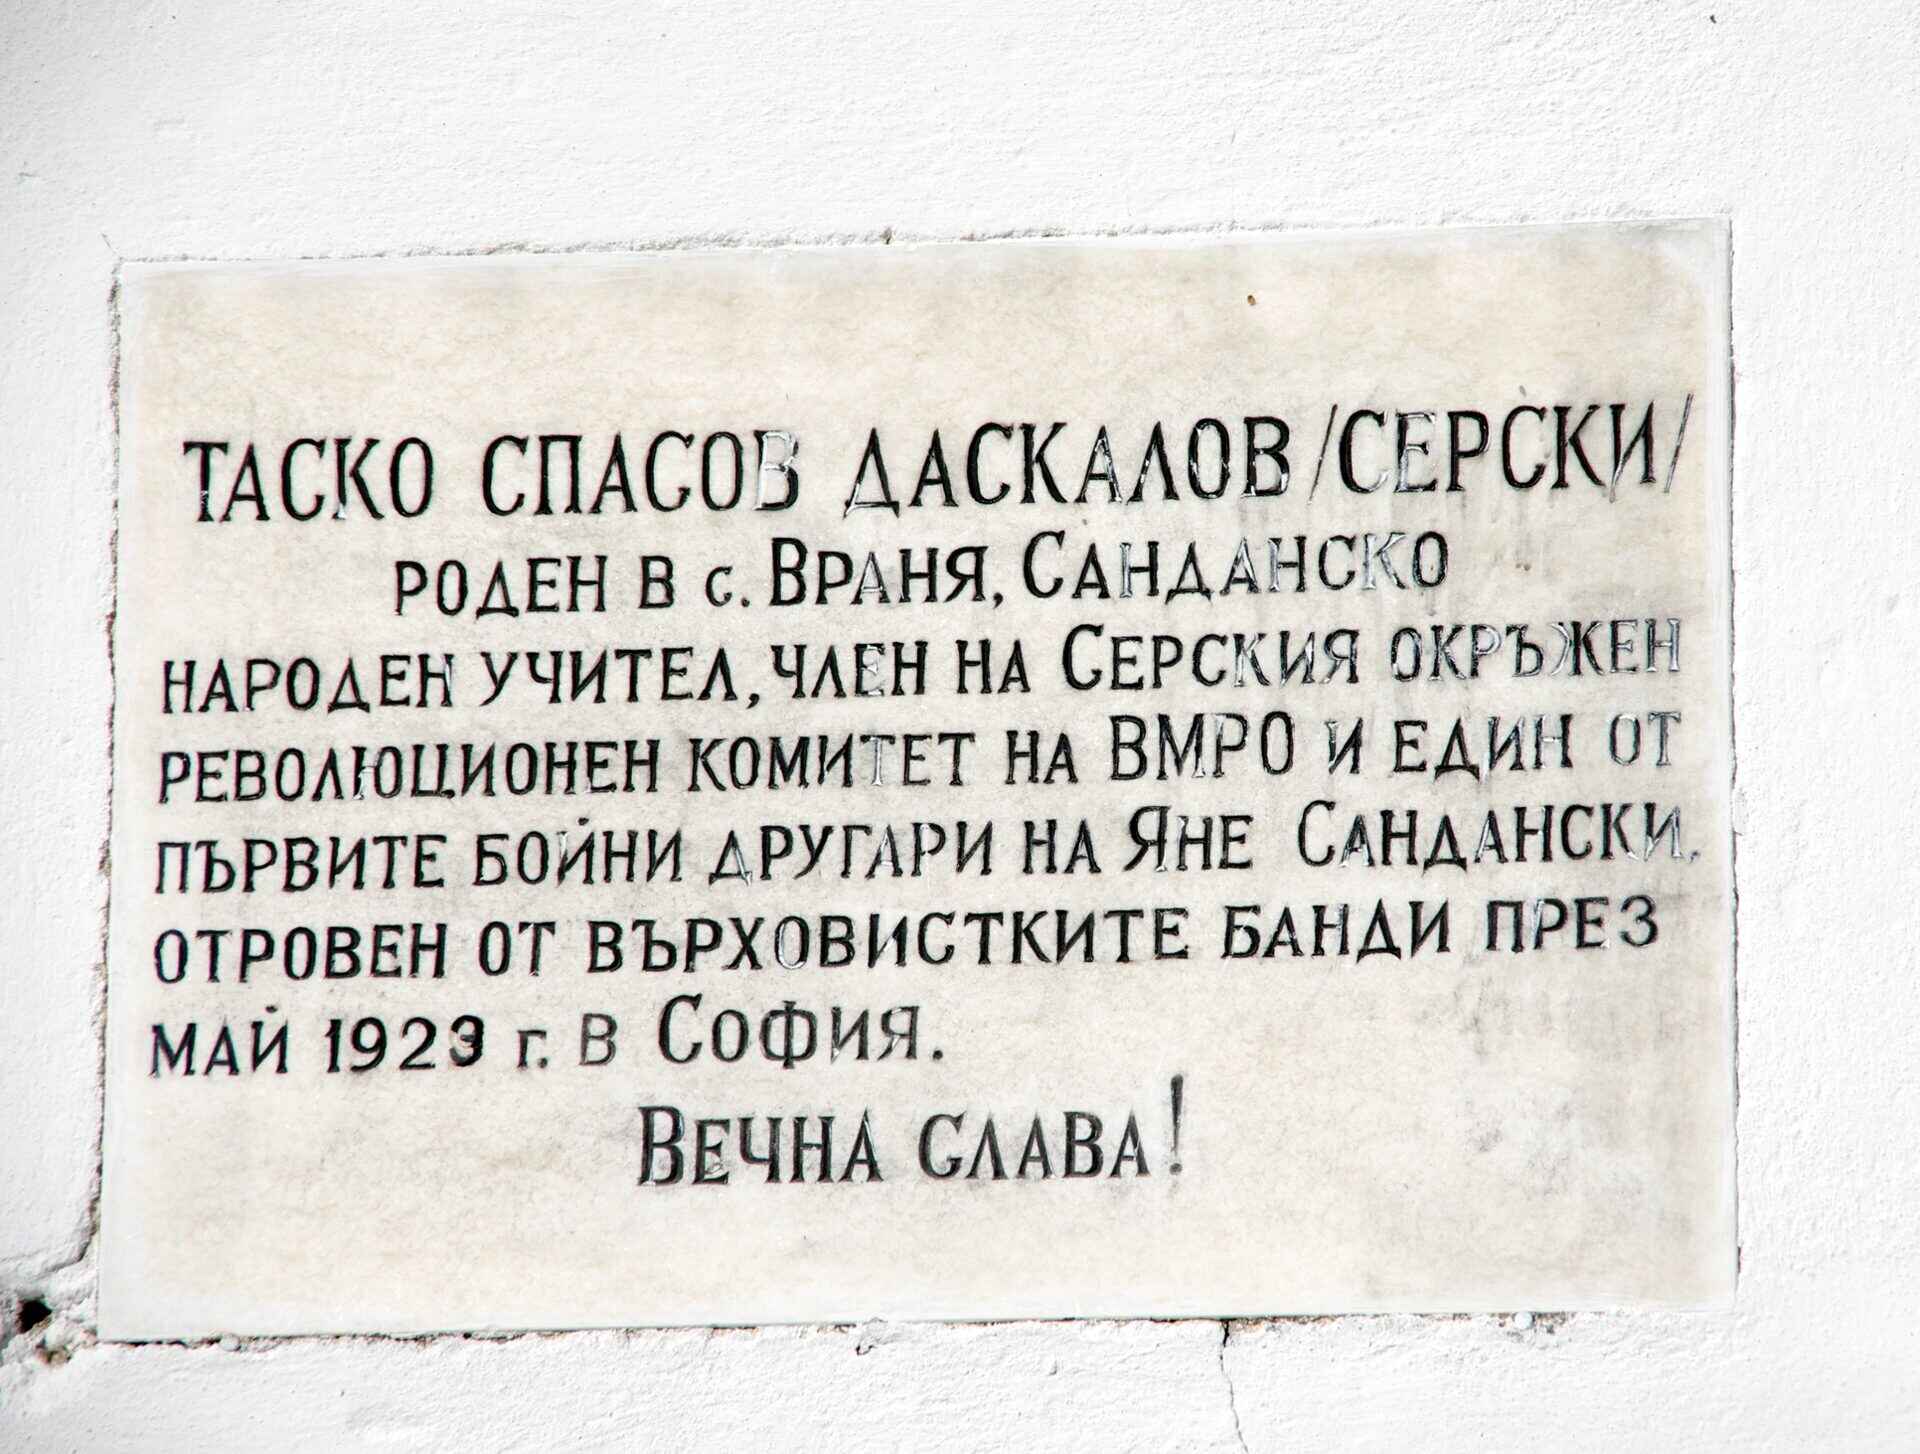 ТАСКО СПАСОВ ДАСКАЛОВ /СЕРСКИ/
РОДЕН В с. ВРАНЯ, САНДАНСКО
НАРОДЕН УЧИТЕЛ, ЧЛЕН НА СЕРСКИЯ ОКРЪЖЕН
РЕВОЛЮЦИОНЕН КОМИТЕТ НА ВМРО И ЕДИН ОТ
ПЪРВИТЕ БОЙНИ ДРУГАРИ НА ЯНЕ САНДАНСКИ.
ОТРОВЕН ОТ ВЪРХОВИСТКИТЕ БАНДИ ПРЕЗ
МАЙ 1923 г. В СОФИЯ.
ВЕЧНА СЛАВА!